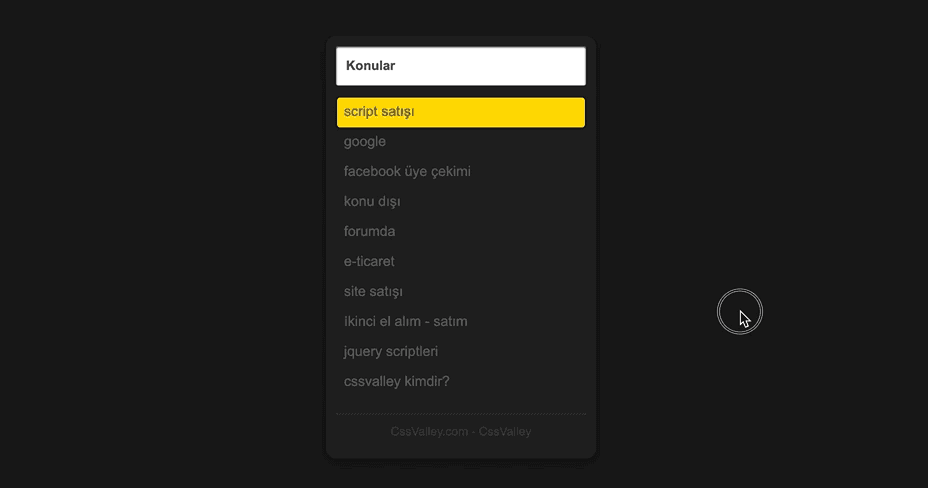 Konular
script satışı
google
facebook üye çekimi
konu dışı
forumda
e-ticaret
site satışı
ikinci el alım - satım
jquery scriptleri
cssvalley kimdir?
CssValley.com - CssValley